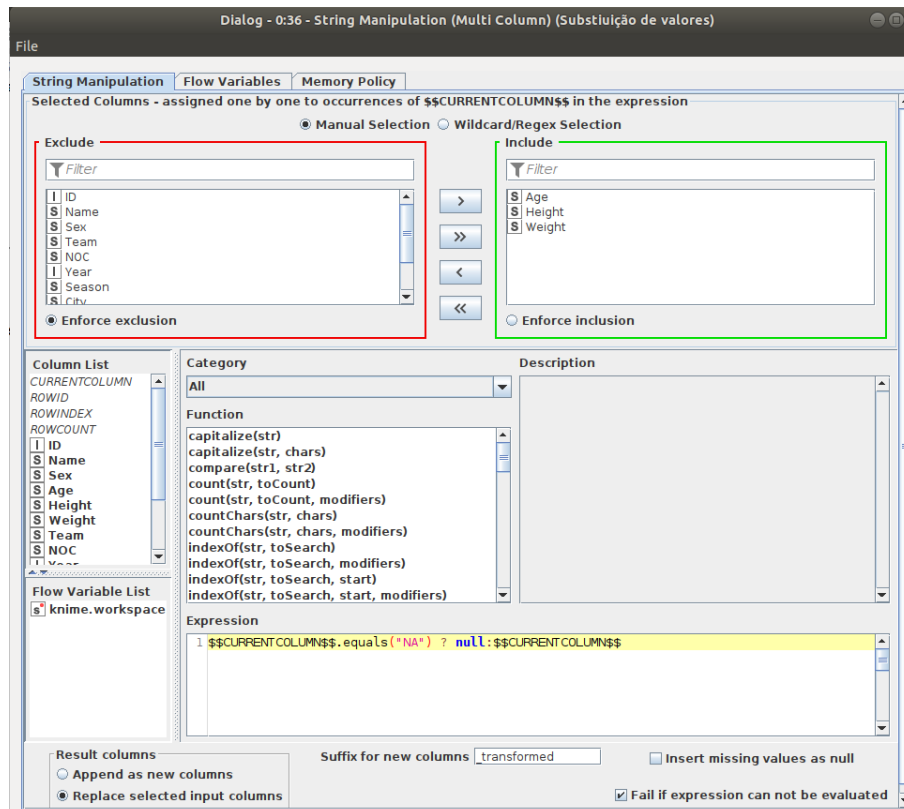 Dialog - 0:36 - String Manipulation (Multi Column) (Substiuição de valores)
File
String Manipulation Flow Variables Memory Policy
Selected Columns - assigned one by one to occurrences of $$CURRENTCOLUMN$$ in the expression
Manual Selection Wildcard/Regex Selection
Exclude
Filter
I ID
S Name
S Sex
S Team
S NOC
I Year
S Season
S City
Enforce exclusion
>
>>
<
<<
Include
Filter
S Age
S Height
S Weight
Enforce inclusion
Column List
CURRENTCOLUMN
ROWID
ROWINDEX
ROWCOUNT
I ID
S Name
S Sex
S Age
S Height
S Weight
S Team
S NOC
I Year
Flow Variable List
s knime.workspace
Category
All
Function
capitalize(str)
capitalize(str, chars)
compare(str1, str2)
count(str, toCount)
count(str, toCount, modifiers)
countChars(str, chars)
countChars(str, chars, modifiers)
indexOf(str, toSearch)
indexOf(str, toSearch, modifiers)
indexOf(str, toSearch, start)
indexOf(str, toSearch, start, modifiers)
Description
Expression
1 $$CURRENTCOLUMN$$.equals("NA") ? null:$$CURRENTCOLUMN$$
Result columns
Append as new columns
Replace selected input columns
Suffix for new columns _transformed
Insert missing values as null
Fail if expression can not be evaluated